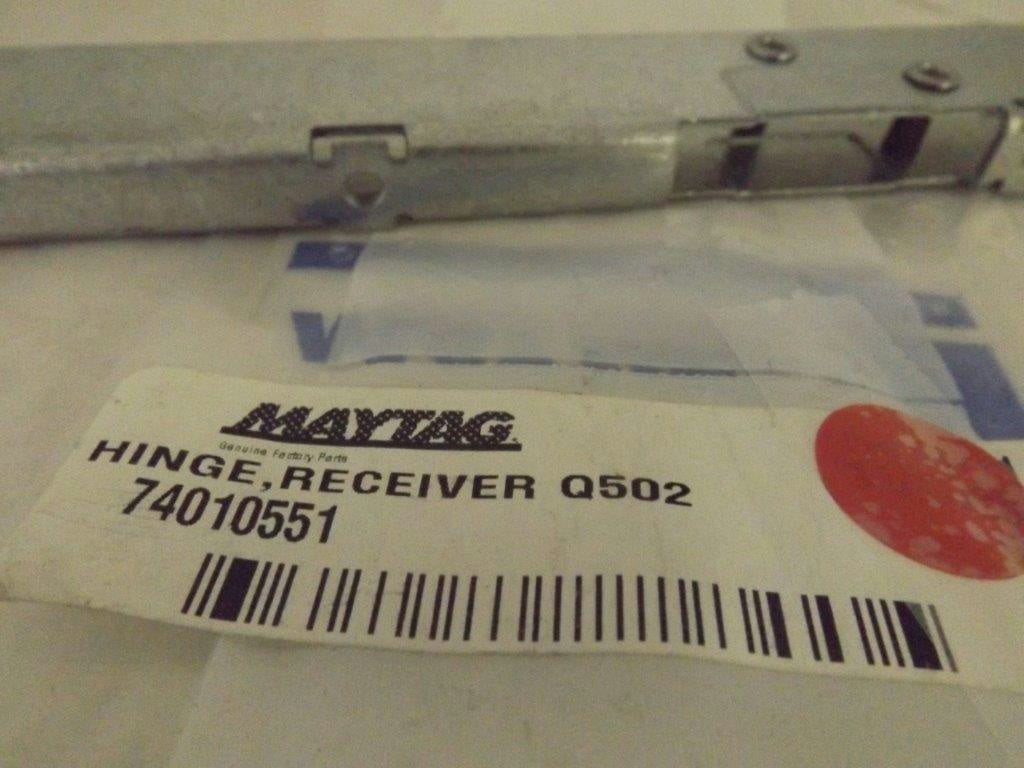 MAYTAG
Genuine Factory Parts
HINGE, RECEIVER Q502
74010551